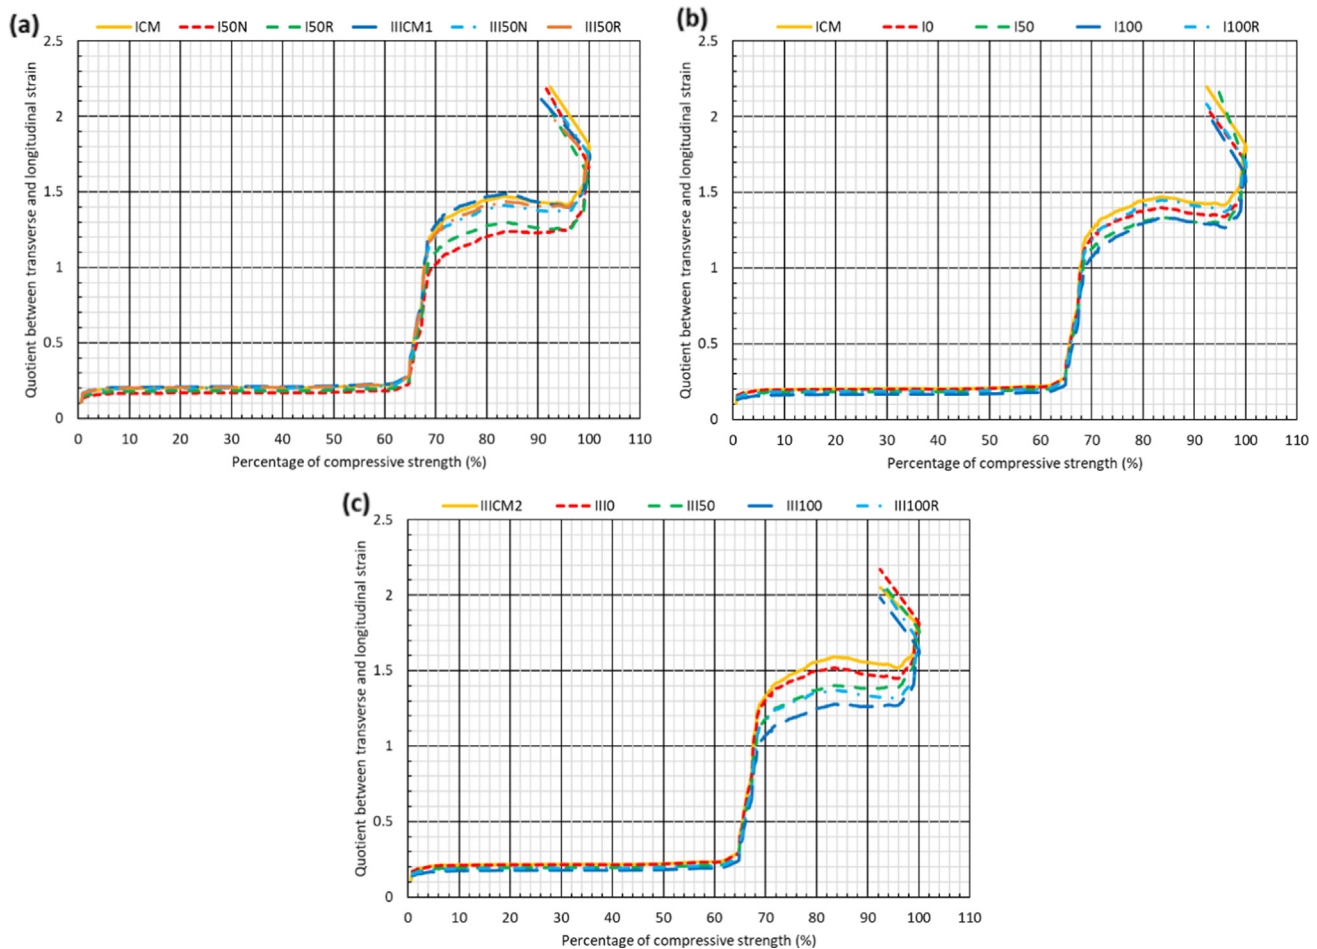 (a)
ICM I50N I50R IIICM1 III50N III50R
Quotient between transverse and longitudinal strain
2.5
2
1.5
1
0.5
0
0 10 20 30 40 50 60 70 80 90 100 110
Percentage of compressive strength (%)
(b)
ICM I0 I50 I100 I100R
Quotient between transverse and longitudinal strain
2.5
2
1.5
1
0.5
0
0 10 20 30 40 50 60 70 80 90 100 110
Percentage of compressive strength (%)
(c)
IIICM2 III0 III50 III100 III100R
Quotient between transverse and longitudinal strain
2.5
2
1.5
1
0.5
0
0 10 20 30 40 50 60 70 80 90 100 110
Percentage of compressive strength (%)